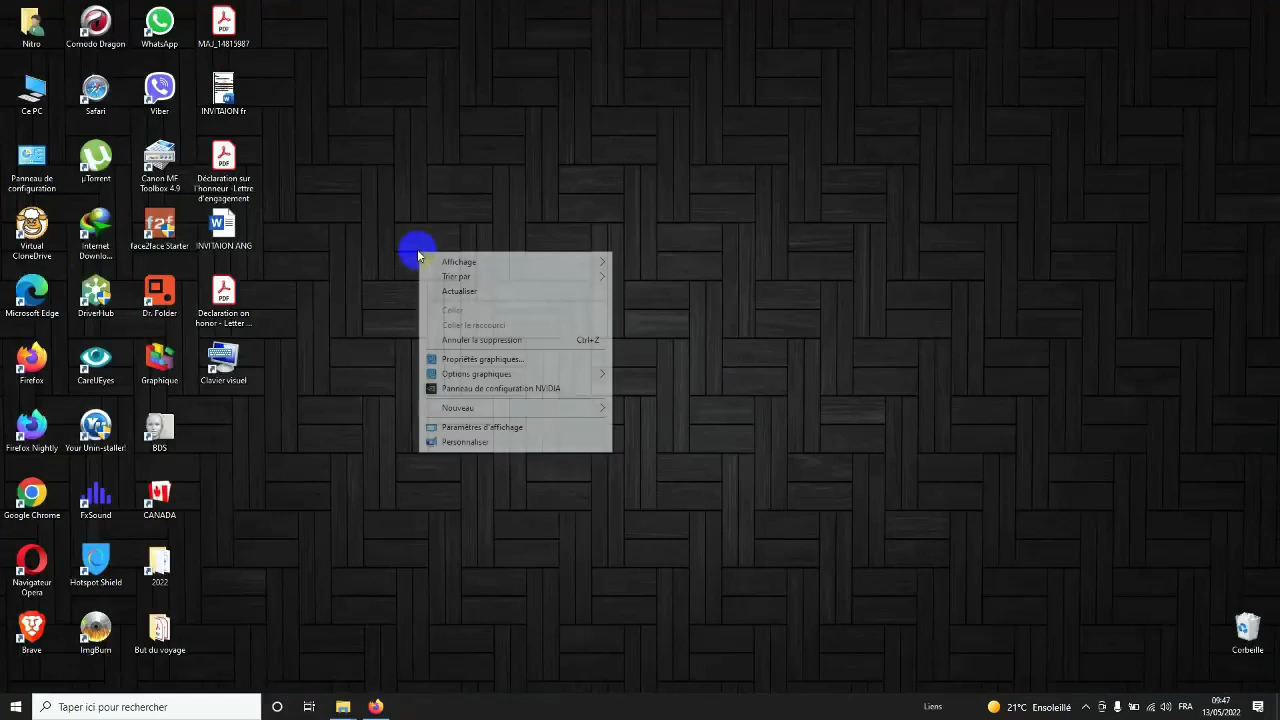 Nitro
Comodo Dragon
WhatsApp
MAJ_14815987
Ce PC
Safari
Viber
INVITAION fr
Panneau de
configuration
µTorrent
Canon MF
Toolbox 4.9
Déclaration sur
l'honneur -Lettre
d'engagement
Virtual
CloneDrive
Internet
Downlo...
face2face Starter
INVITAION ANG
Microsoft Edge
DriverHub
Dr. Folder
Declaration on
honor - Letter ...
Firefox
CareUEyes
Graphique
Clavier visuel
Firefox Nightly
Your Unin-staller!
BDS
Google Chrome
FxSound
CANADA
Navigateur
Opera
Hotspot Shield
2022
Brave
ImgBurn
But du voyage
Affichage
Trier par
Actualiser
Coller
Coller le raccourci
Annuler la suppression Ctrl+Z
Propriétés graphiques...
Options graphiques
Panneau de configuration NVIDIA
Nouveau
Paramètres d'affichage
Personnaliser
Corbeille
Taper ici pour rechercher
Liens
21°C Ensoleillé
FRA
09:47
13/05/2022